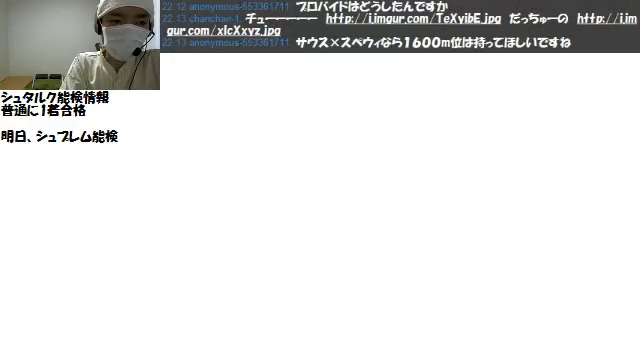 22:12 anonymous-553361711 プロバイドはどうしたんですか
22:13 chanchan-1. チューーーーー http://i.imgur.com/TeXvibE.jpg だっちゅーの http://i.im
gur.com/xlcXxyz.jpg
22:13 anonymous-553361711 サウス×スペウィなら1600m位は持ってほしいですね
シュタルク能検情報
普通に1着合格
明日、シュプレム能検